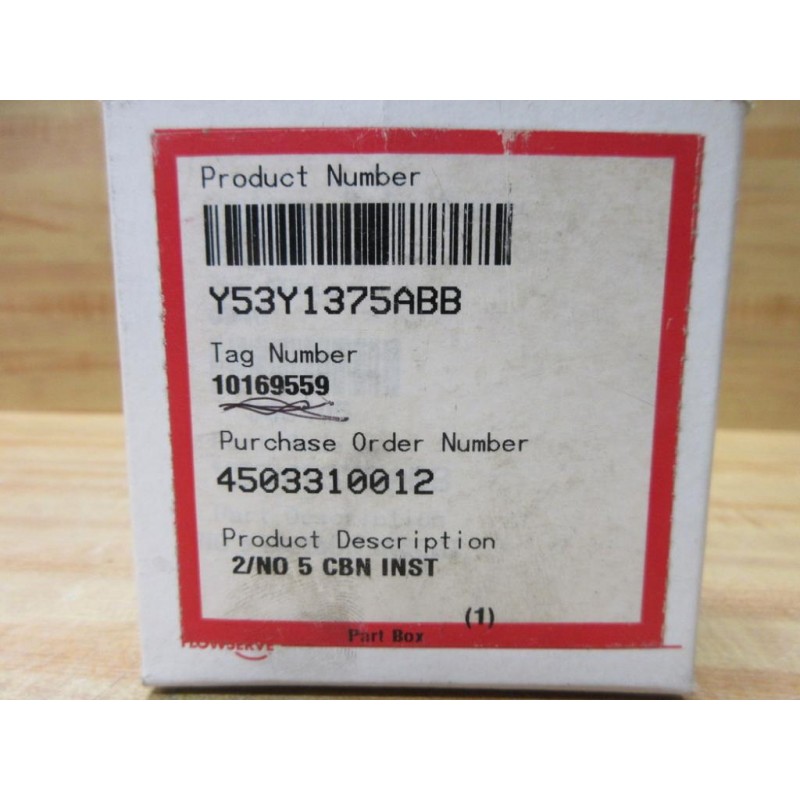 Product Number
Y53Y1375ABB
Tag Number
10169559
Purchase Order Number
4503310012
Product Description
2/NO 5 CBN INST
(1)
Part Box
FLOWSERVE